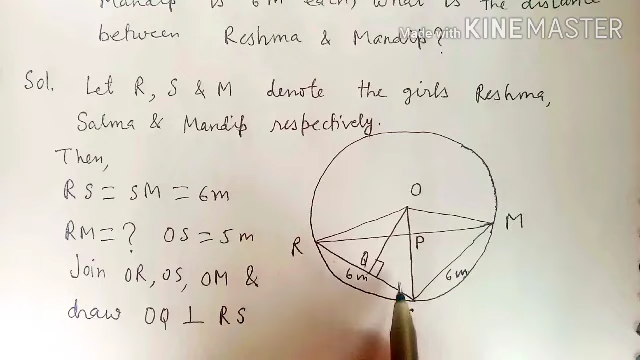 Mandip is 6m each, what is the distance
between Reshma & Mandip?
Made with KINEMASTER
Sol. Let R, S & M denote the girls Reshma,
Salma & Mandip respectively.
Then,
RS = SM = 6m
RM = ? OS = 5m
Join OR, OS, OM &
draw OQ ⊥ RS
O
M
R
P
Q
6m
6m